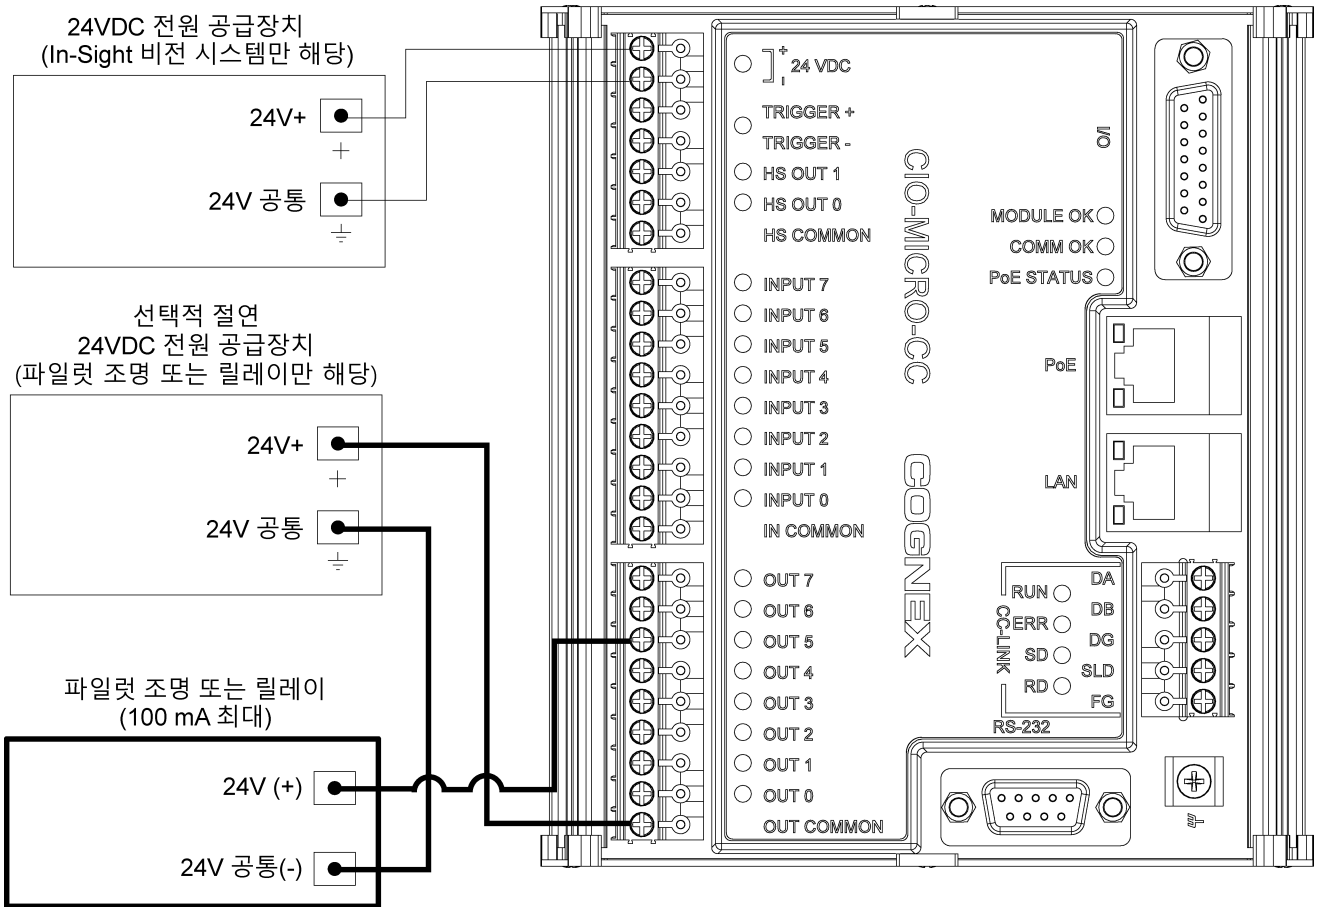 24VDC 전원 공급장치
(In-Sight 비전 시스템만 해당)
24V+
+
24V 공통
선택적 절연
24VDC 전원 공급장치
(파일럿 조명 또는 릴레이만 해당)
24V+
+
24V 공통
파일럿 조명 또는 릴레이
(100 mA 최대)
24V (+)
24V 공통(-)
+
24 VDC
-
TRIGGER +
TRIGGER -
HS OUT 1
HS OUT 0
HS COMMON
INPUT 7
INPUT 6
INPUT 5
INPUT 4
INPUT 3
INPUT 2
INPUT 1
INPUT 0
IN COMMON
OUT 7
OUT 6
OUT 5
OUT 4
OUT 3
OUT 2
OUT 1
OUT 0
OUT COMMON
CIO-MICRO-CC
COGNEX
I/O
MODULE OK
COMM OK
PoE STATUS
PoE
LAN
CC-LINK
RUN
ERR
SD
RD
DA
DB
DG
SLD
FG
RS-232